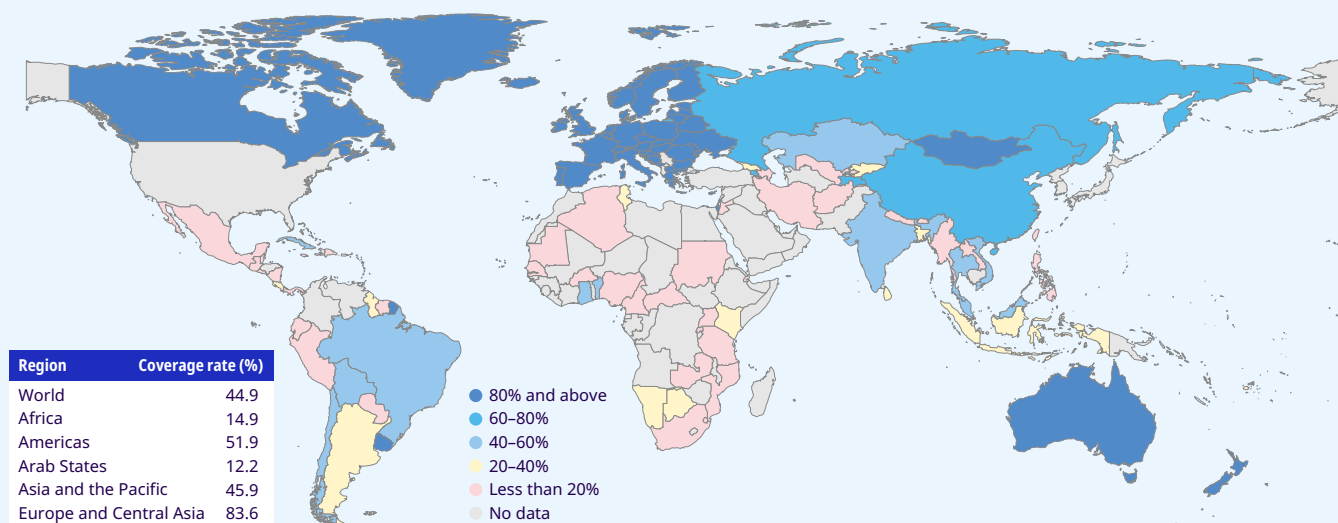 Region Coverage rate (%)
World 44.9
Africa 14.9
Americas 51.9
Arab States 12.2
Asia and the Pacific 45.9
Europe and Central Asia 83.6
80% and above
60–80%
40–60%
20–40%
Less than 20%
No data